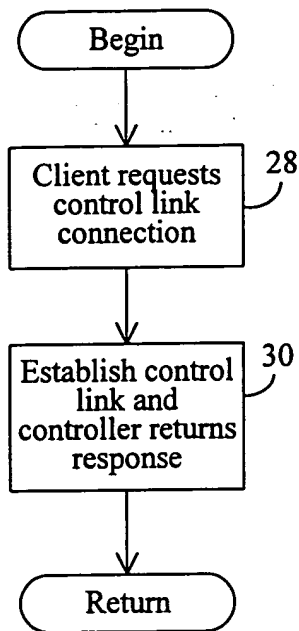 Begin
Client requests
control link
connection
28
Establish control
link and
controller returns
response
30
Return